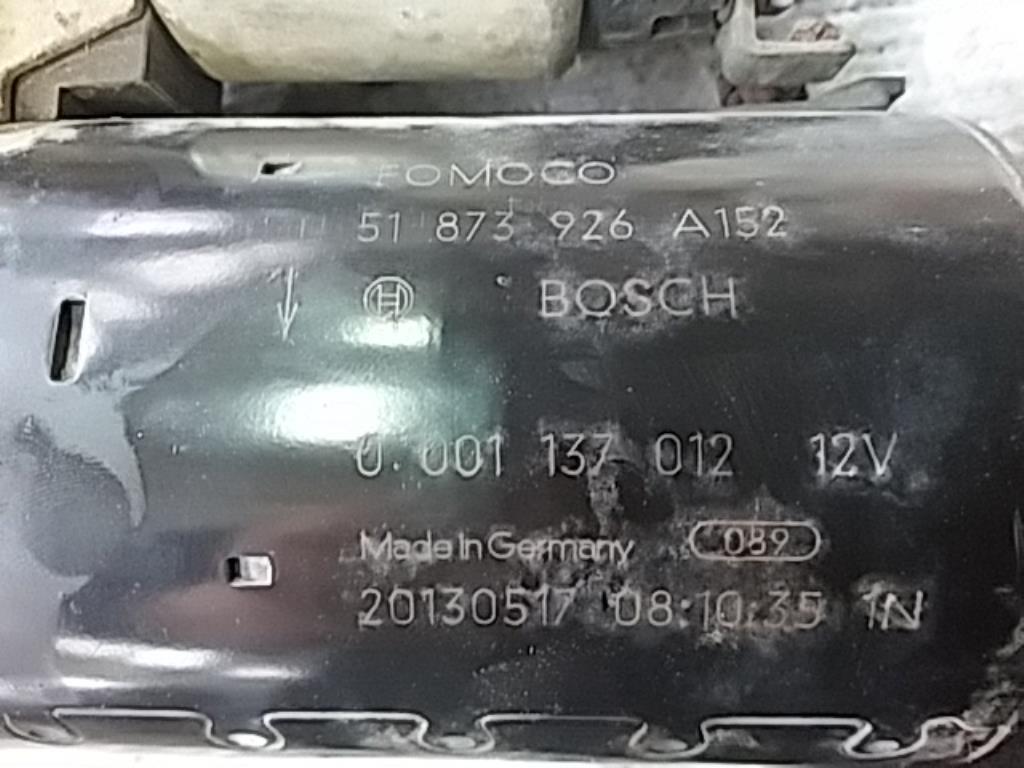 FOMOCO
51 873 926 A152
BOSCH
0 001 137 012 12V
Made In Germany 089
20130517 08:10:35 1N